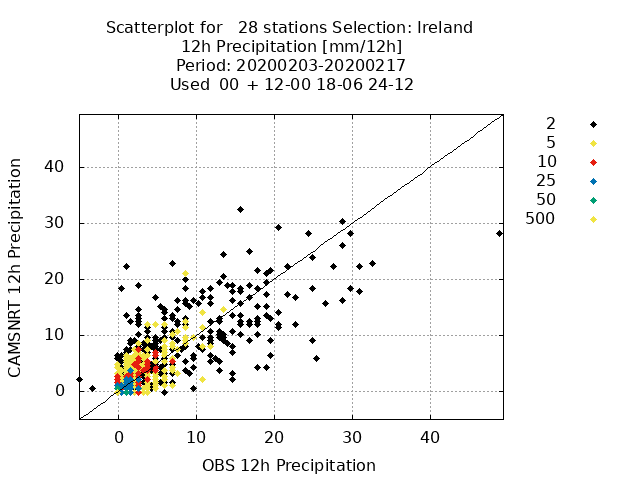 Scatterplot for   28 stations Selection: Ireland
12h Precipitation [mm/12h]
Period: 20200203-20200217
Used  00 + 12-00 18-06 24-12
2
5
10
25
50
500
CAMSNRT 12h Precipitation
40
30
20
10
0
0 10 20 30 40
OBS 12h Precipitation